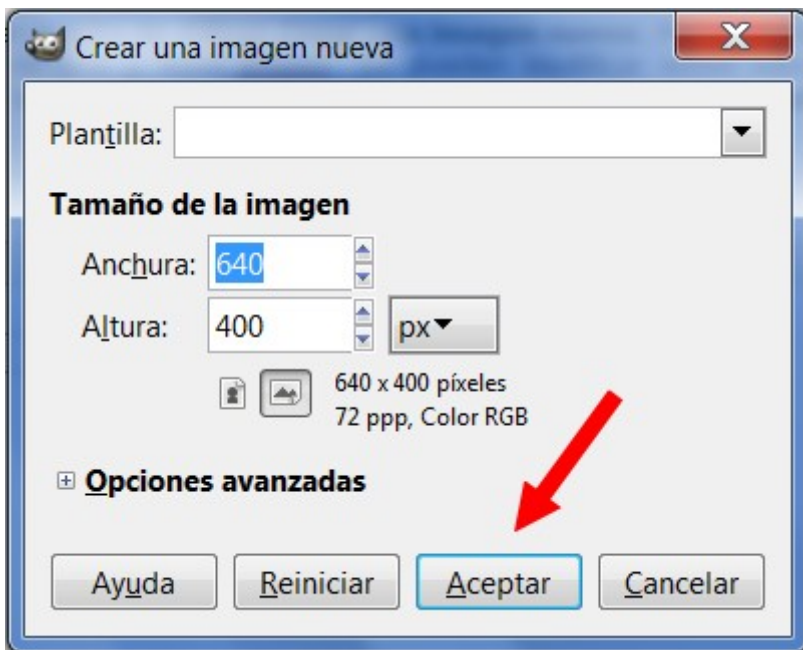 Crear una imagen nueva
Plantilla:
Tamaño de la imagen
Anchura: 640
Altura: 400 px
640 x 400 píxeles
72 ppp, Color RGB
Opciones avanzadas
Ayuda Reiniciar Aceptar Cancelar